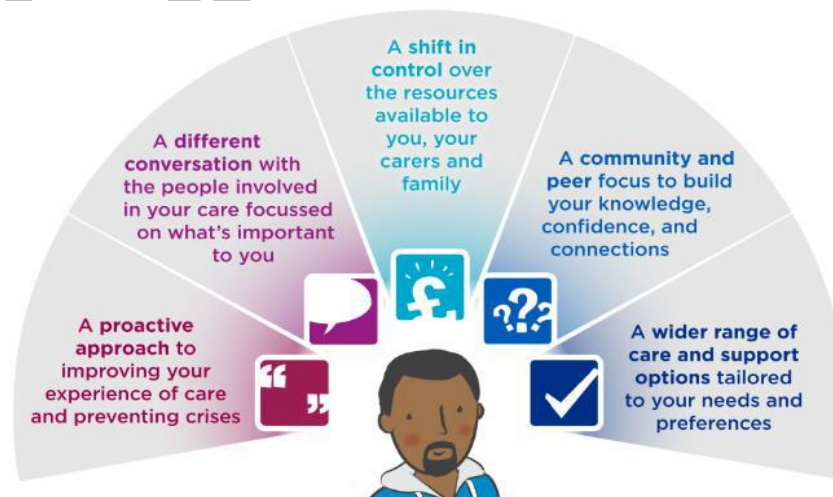 A proactive
approach to
improving your
experience of care
and preventing crises
A different
conversation with
the people involved
in your care focussed
on what's important
to you
A shift in
control over
the resources
available to
you, your
carers and
family
A community and
peer focus to build
your knowledge,
confidence, and
connections
A wider range of
care and support
options tailored
to your needs and
preferences
“ ”
£
???